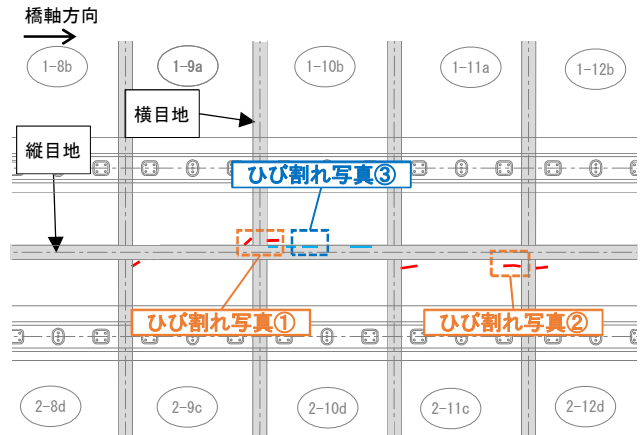 橋軸方向
1-8b
1-9a
1-10b
1-11a
1-12b
横目地
縦目地
ひび割れ写真③
ひび割れ写真①
ひび割れ写真②
2-8d
2-9c
2-10d
2-11c
2-12d